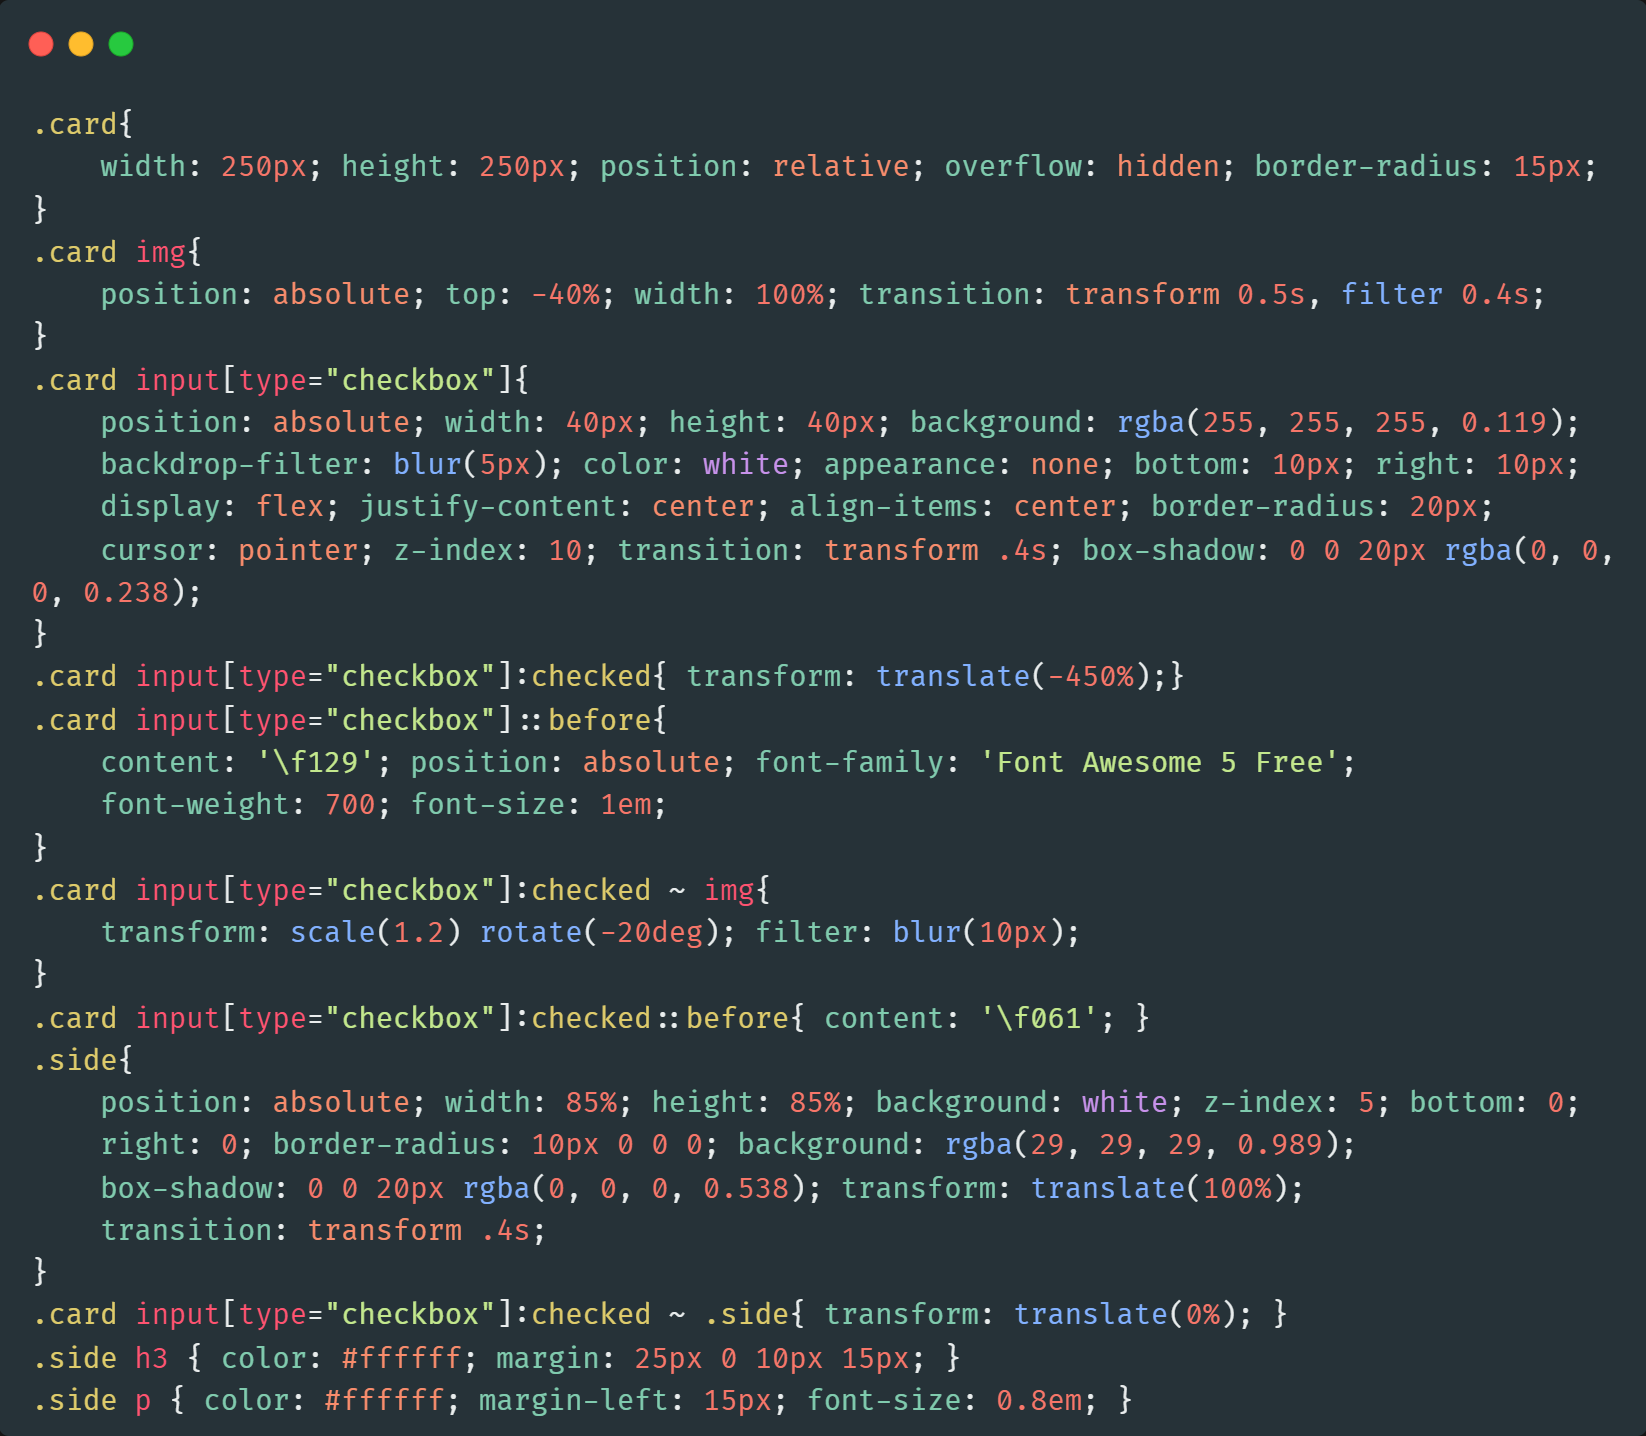 .card{
    width: 250px; height: 250px; position: relative; overflow: hidden; border-radius: 15px;
}
.card img{
    position: absolute; top: -40%; width: 100%; transition: transform 0.5s, filter 0.4s;
}
.card input[type="checkbox"]{
    position: absolute; width: 40px; height: 40px; background: rgba(255, 255, 255, 0.119);
    backdrop-filter: blur(5px); color: white; appearance: none; bottom: 10px; right: 10px;
    display: flex; justify-content: center; align-items: center; border-radius: 20px;
    cursor: pointer; z-index: 10; transition: transform .4s; box-shadow: 0 0 20px rgba(0, 0,
0, 0.238);
}
.card input[type="checkbox"]:checked{ transform: translate(-450%);}
.card input[type="checkbox"]::before{
    content: '\f129'; position: absolute; font-family: 'Font Awesome 5 Free';
    font-weight: 700; font-size: 1em;
}
.card input[type="checkbox"]:checked ~ img{
    transform: scale(1.2) rotate(-20deg); filter: blur(10px);
}
.card input[type="checkbox"]:checked::before{ content: '\f061'; }
.side{
    position: absolute; width: 85%; height: 85%; background: white; z-index: 5; bottom: 0;
    right: 0; border-radius: 10px 0 0 0; background: rgba(29, 29, 29, 0.989);
    box-shadow: 0 0 20px rgba(0, 0, 0, 0.538); transform: translate(100%);
    transition: transform .4s;
}
.card input[type="checkbox"]:checked ~ .side{ transform: translate(0%); }
.side h3 { color: #ffffff; margin: 25px 0 10px 15px; }
.side p { color: #ffffff; margin-left: 15px; font-size: 0.8em; }